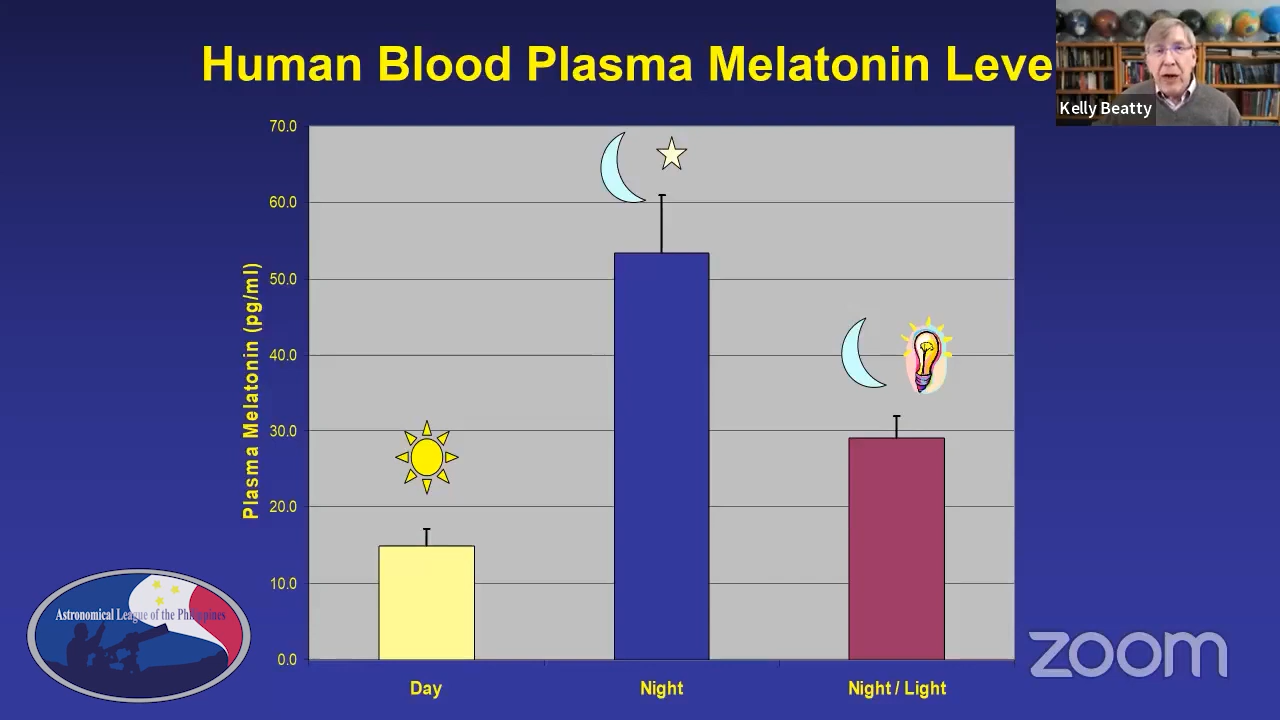 Human Blood Plasma Melatonin Leve
Kelly Beatty
Plasma Melatonin (pg/ml)
70.0
60.0
50.0
40.0
30.0
20.0
10.0
0.0
Day
Night
Night / Light
Astronomical League of the Philippines
zoom